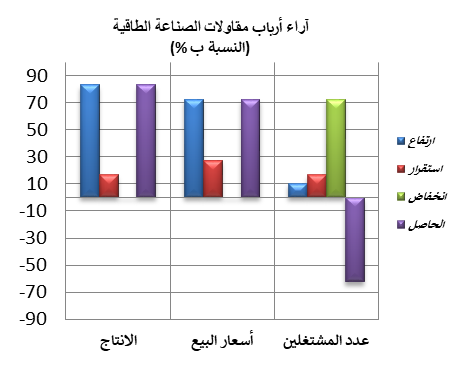 آراء أرباب مقاولات الصناعة الطاقية
(النسبة ب %)
90
70
50
30
10
-10
-30
-50
-70
-90
الانتاج
أسعار البيع
عدد المشتغلين
ارتفاع
استقرار
انخفاض
الحاصل